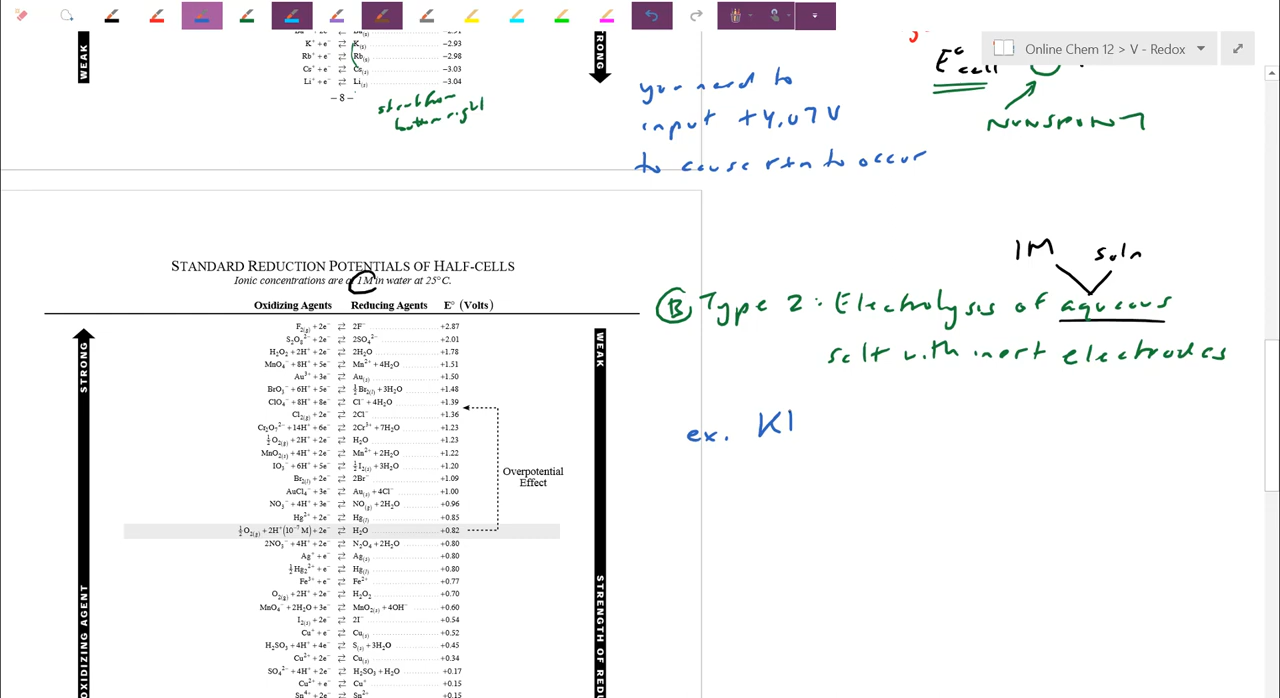 K⁺ + e⁻ ⇄ K(s) −2.93
Rb⁺ + e⁻ ⇄ Rb(s) −2.98
Cs⁺ + e⁻ ⇄ Cs(s) −3.03
Li⁺ + e⁻ ⇄ Li(s) −3.04
– 8 –
WEAK
RONG
start from
bottom right
you need to
input +4.07 V
to cause rxn to occur
E° cell
NONSPONT
Online Chem 12 > V - Redox
STANDARD REDUCTION POTENTIALS OF HALF-CELLS
Ionic concentrations are at 1M in water at 25°C.
Oxidizing Agents Reducing Agents E° (Volts)
F₂(g) + 2e⁻ ⇄ 2F⁻ +2.87
S₂O₈²⁻ + 2e⁻ ⇄ 2SO₄²⁻ +2.01
H₂O₂ + 2H⁺ + 2e⁻ ⇄ 2H₂O +1.78
MnO₄⁻ + 8H⁺ + 5e⁻ ⇄ Mn²⁺ + 4H₂O +1.51
Au³⁺ + 3e⁻ ⇄ Au(s) +1.50
BrO₃⁻ + 6H⁺ + 5e⁻ ⇄ ½Br₂(l) + 3H₂O +1.48
ClO₄⁻ + 8H⁺ + 8e⁻ ⇄ Cl⁻ + 4H₂O +1.39
Cl₂(g) + 2e⁻ ⇄ 2Cl⁻ +1.36
Cr₂O₇²⁻ + 14H⁺ + 6e⁻ ⇄ 2Cr³⁺ + 7H₂O +1.23
½O₂(g) + 2H⁺ + 2e⁻ ⇄ H₂O +1.23
MnO₂(s) + 4H⁺ + 2e⁻ ⇄ Mn²⁺ + 2H₂O +1.22
IO₃⁻ + 6H⁺ + 5e⁻ ⇄ ½I₂(s) + 3H₂O +1.20
Br₂(l) + 2e⁻ ⇄ 2Br⁻ +1.09
AuCl₄⁻ + 3e⁻ ⇄ Au(s) + 4Cl⁻ +1.00
NO₃⁻ + 4H⁺ + 3e⁻ ⇄ NO(g) + 2H₂O +0.96
Hg²⁺ + 2e⁻ ⇄ Hg(l) +0.85
½O₂(g) + 2H⁺(10⁻⁷ M) + 2e⁻ ⇄ H₂O +0.82
2NO₃⁻ + 4H⁺ + 2e⁻ ⇄ N₂O₄ + 2H₂O +0.80
Ag⁺ + e⁻ ⇄ Ag(s) +0.80
½Hg₂²⁺ + e⁻ ⇄ Hg(l) +0.80
Fe³⁺ + e⁻ ⇄ Fe²⁺ +0.77
O₂(g) + 2H⁺ + 2e⁻ ⇄ H₂O₂ +0.70
MnO₄⁻ + 2H₂O + 3e⁻ ⇄ MnO₂(s) + 4OH⁻ +0.60
I₂(s) + 2e⁻ ⇄ 2I⁻ +0.54
Cu⁺ + e⁻ ⇄ Cu(s) +0.52
H₂SO₃ + 4H⁺ + 4e⁻ ⇄ S(s) + 3H₂O +0.45
Cu²⁺ + 2e⁻ ⇄ Cu(s) +0.34
SO₄²⁻ + 4H⁺ + 2e⁻ ⇄ H₂SO₃ + H₂O +0.17
Cu²⁺ + e⁻ ⇄ Cu⁺ +0.15
Sn⁴⁺ + 2e⁻ ⇄ Sn²⁺ +0.15
STRONG
OXIDIZING AGENT
Overpotential
Effect
WEAK
STRENGTH OF REDU
1M soln
Ⓑ Type 2: Electrolysis of aqueous
salt with inert electrodes
ex. KI